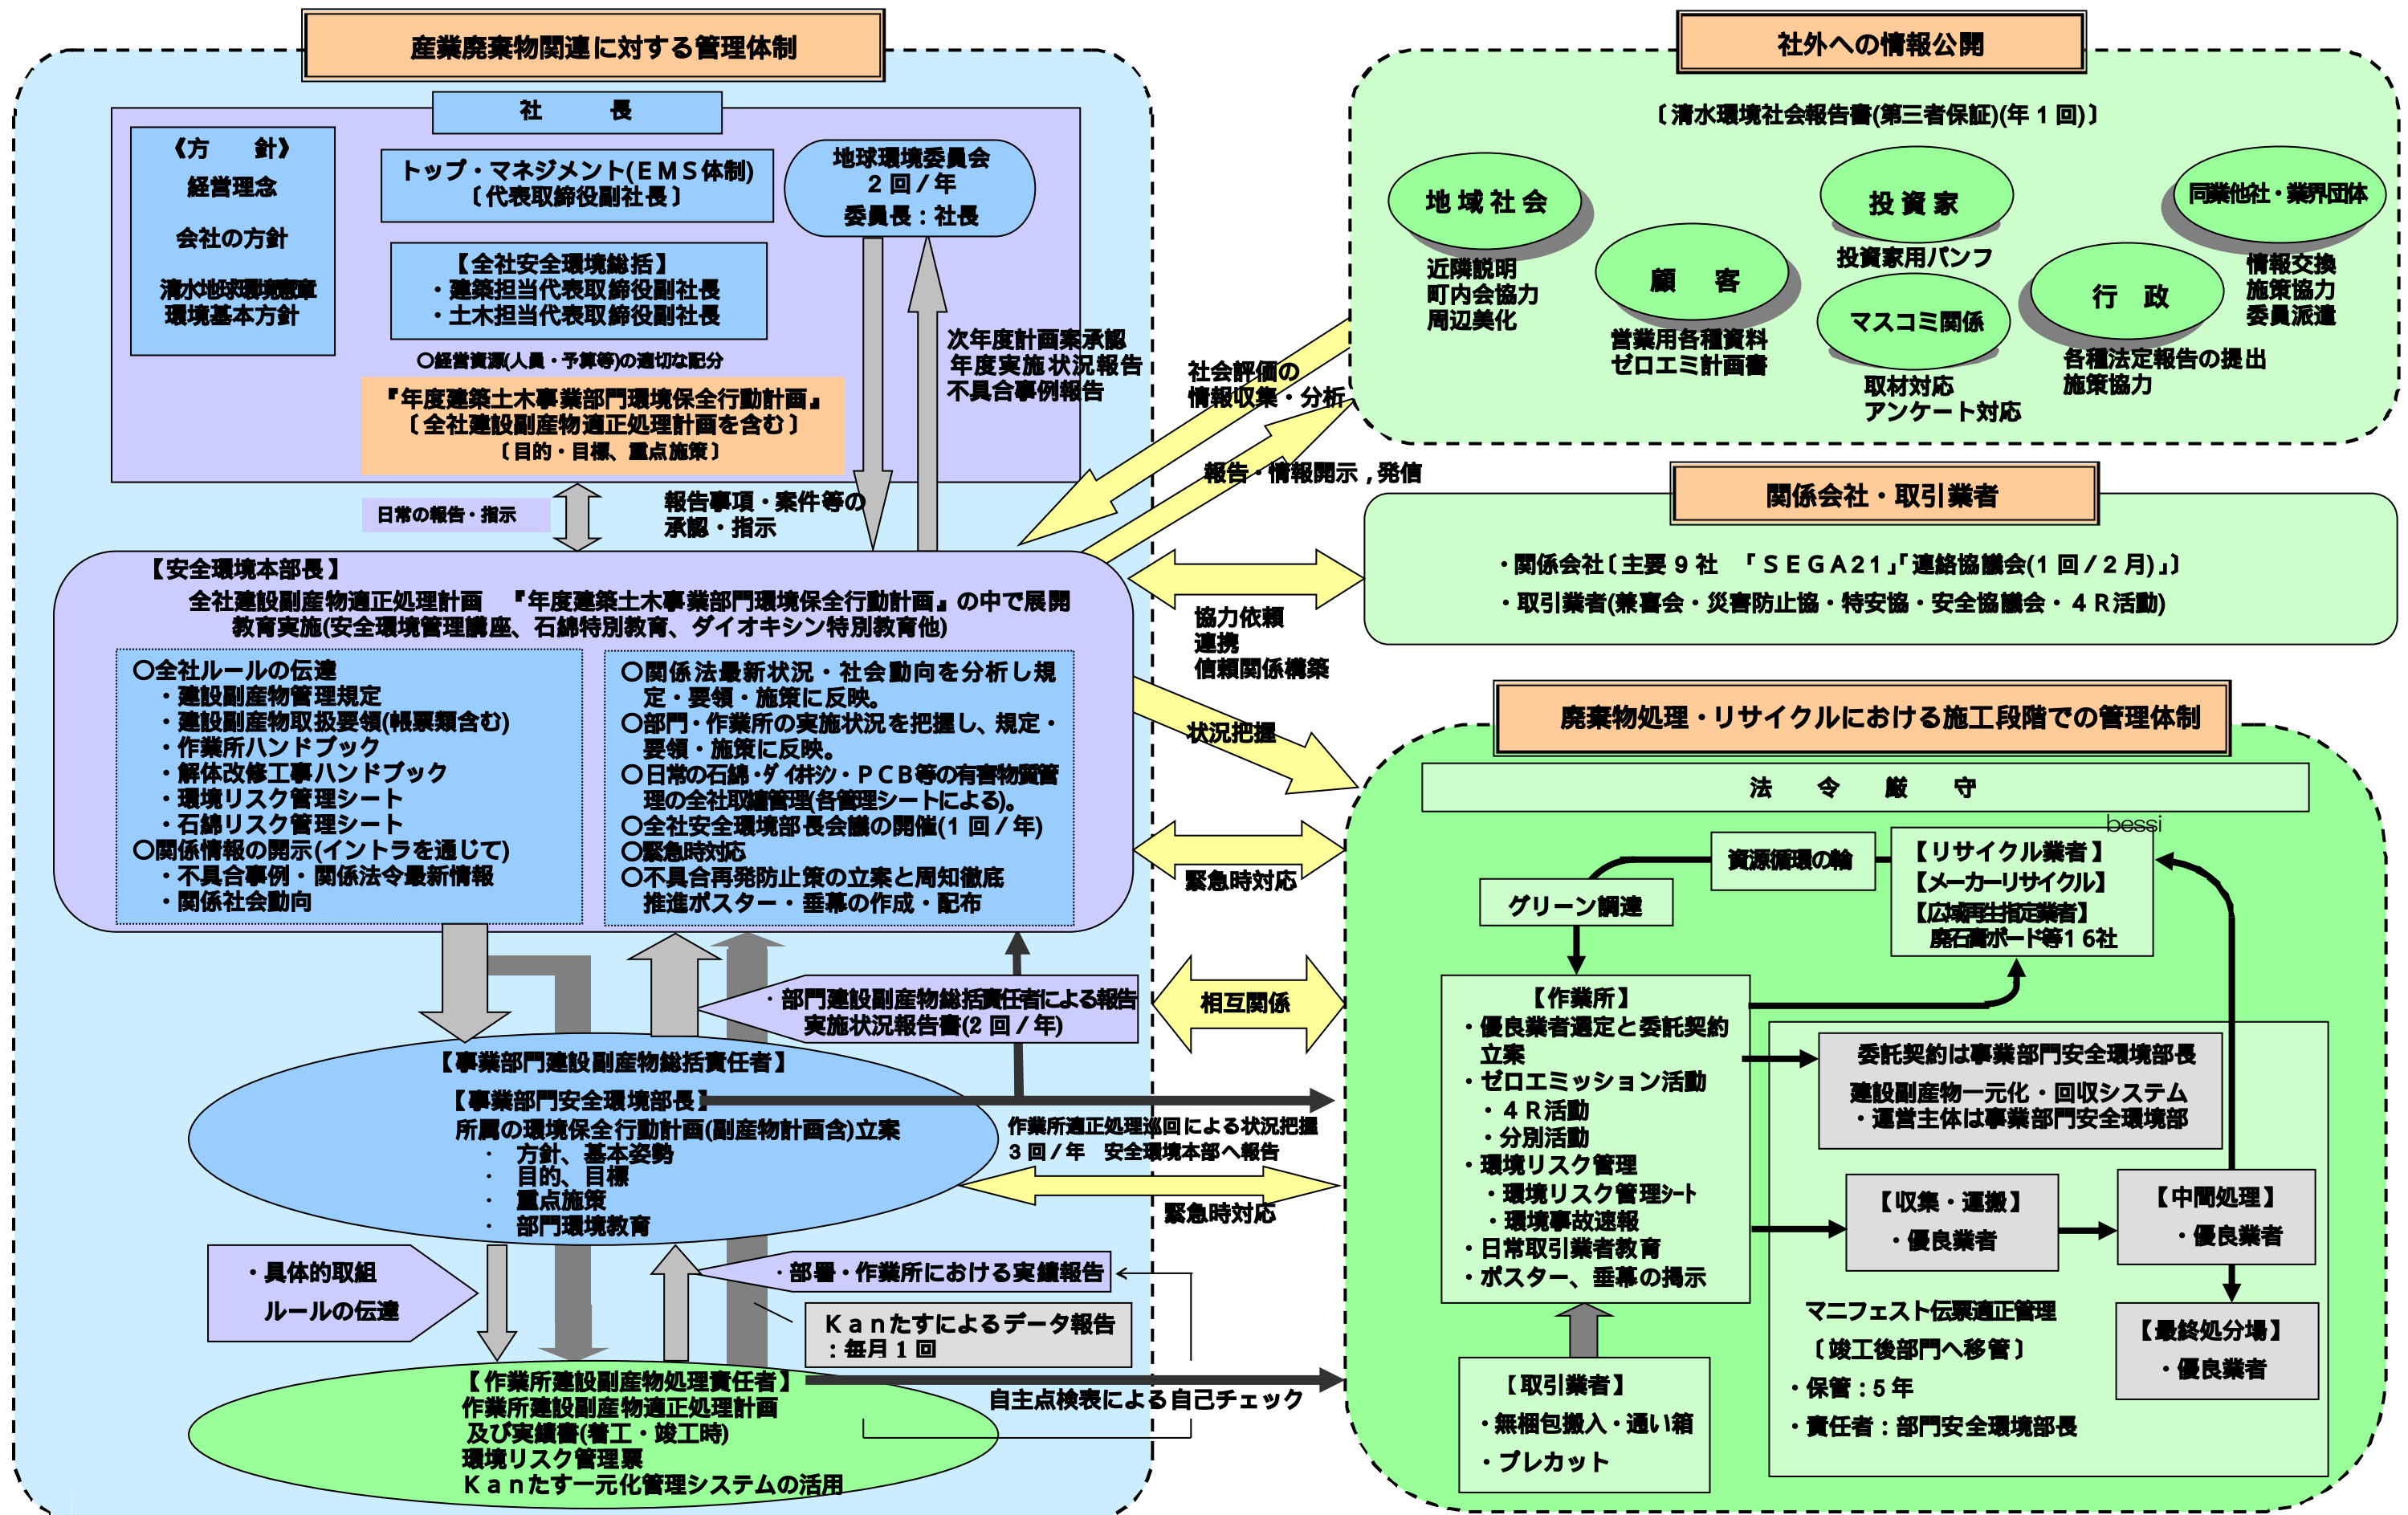 産業廃棄物関連に対する管理体制
社　長
《方　針》
経営理念
会社の方針
清水地球環境憲章
環境基本方針
トップ・マネジメント(ＥＭＳ体制)
〔代表取締役副社長〕
【全社安全環境総括】
・建築担当代表取締役副社長
・土木担当代表取締役副社長
〇経営資源(人員・予算等)の適切な配分
『年度建築土木事業部門環境保全行動計画』
〔全社建設副産物適正処理計画を含む〕
〔目的・目標、重点施策〕
地球環境委員会
2 回／年
委員長：社長
次年度計画案承認
年度実施状況報告
不具合事例報告
日常の報告・指示
報告事項・案件等の
承認・指示
【安全環境本部長】
全社建設副産物適正処理計画　『年度建築土木事業部門環境保全行動計画』の中で展開
教育実施(安全環境管理講座、石綿特別教育、ダイオキシン特別教育他)
〇全社ルールの伝達
・建設副産物管理規定
・建設副産物取扱要領(帳票類含む)
・作業所ハンドブック
・解体改修工事ハンドブック
・環境リスク管理シート
・石綿リスク管理シート
〇関係情報の開示(イントラを通じて)
・不具合事例・関係法令最新情報
・関係社会動向
〇関係法最新状況・社会動向を分析し規
定・要領・施策に反映。
〇部門・作業所の実施状況を把握し、規定・
要領・施策に反映。
〇日常の石綿・ﾀﾞｲｵｷｼﾝ・ＰＣＢ等の有害物質管
理の全社取纏管理(各管理シートによる)。
〇全社安全環境部長会議の開催(1 回／年)
〇緊急時対応
〇不具合再発防止策の立案と周知徹底
推進ポスター・垂幕の作成・配布
・部門建設副産物総括責任者による報告
実施状況報告書(2 回／年)
【事業部門建設副産物総括責任者】
【事業部門安全環境部長】
所属の環境保全行動計画(副産物計画含)立案
・　方針、基本姿勢
・　目的、目標
・　重点施策
・　部門環境教育
作業所適正処理巡回による状況把握
3 回／年　安全環境本部へ報告
緊急時対応
・具体的取組
ルールの伝達
・部署・作業所における実績報告
Ｋａｎたすによるデータ報告
：毎月 1 回
【作業所建設副産物処理責任者】
作業所建設副産物適正処理計画
及び実績書(着工・竣工時)
環境リスク管理票
Ｋａｎたす一元化管理システムの活用
自主点検表による自己チェック
社会評価の
情報収集・分析
報告・情報開示，発信
協力依頼
連携
信頼関係構築
状況把握
緊急時対応
相互関係
社外への情報公開
〔清水環境社会報告書(第三者保証)(年 1 回)〕
地域社会
近隣説明
町内会協力
周辺美化
顧　客
営業用各種資料
ゼロエミ計画書
投資家
投資家用パンフ
マスコミ関係
取材対応
アンケート対応
行　政
各種法定報告の提出
施策協力
同業他社・業界団体
情報交換
施策協力
委員派遣
関係会社・取引業者
・関係会社〔主要 9 社　「ＳＥＧＡ21」「連絡協議会(1 回／2 月)」〕
・取引業者(兼喜会・災害防止協・特安協・安全協議会・４Ｒ活動)
廃棄物処理・リサイクルにおける施工段階での管理体制
法　令　厳　守
bessi
資源循環の輪
【リサイクル業者】
【メーカーリサイクル】
【広域再生指定業者】
廃石膏ボード等16社
グリーン調達
【作業所】
・優良業者選定と委託契約
立案
・ゼロエミッション活動
・４Ｒ活動
・分別活動
・環境リスク管理
・環境リスク管理ｼｰﾄ
・環境事故速報
・日常取引業者教育
・ポスター、垂幕の掲示
委託契約は事業部門安全環境部長
建設副産物一元化・回収システム
・運営主体は事業部門安全環境部
【収集・運搬】
・優良業者
【中間処理】
・優良業者
マニフェスト伝票適正管理
〔竣工後部門へ移管〕
・保管：5 年
・責任者：部門安全環境部長
【最終処分場】
・優良業者
【取引業者】
・無梱包搬入・通い箱
・プレカット